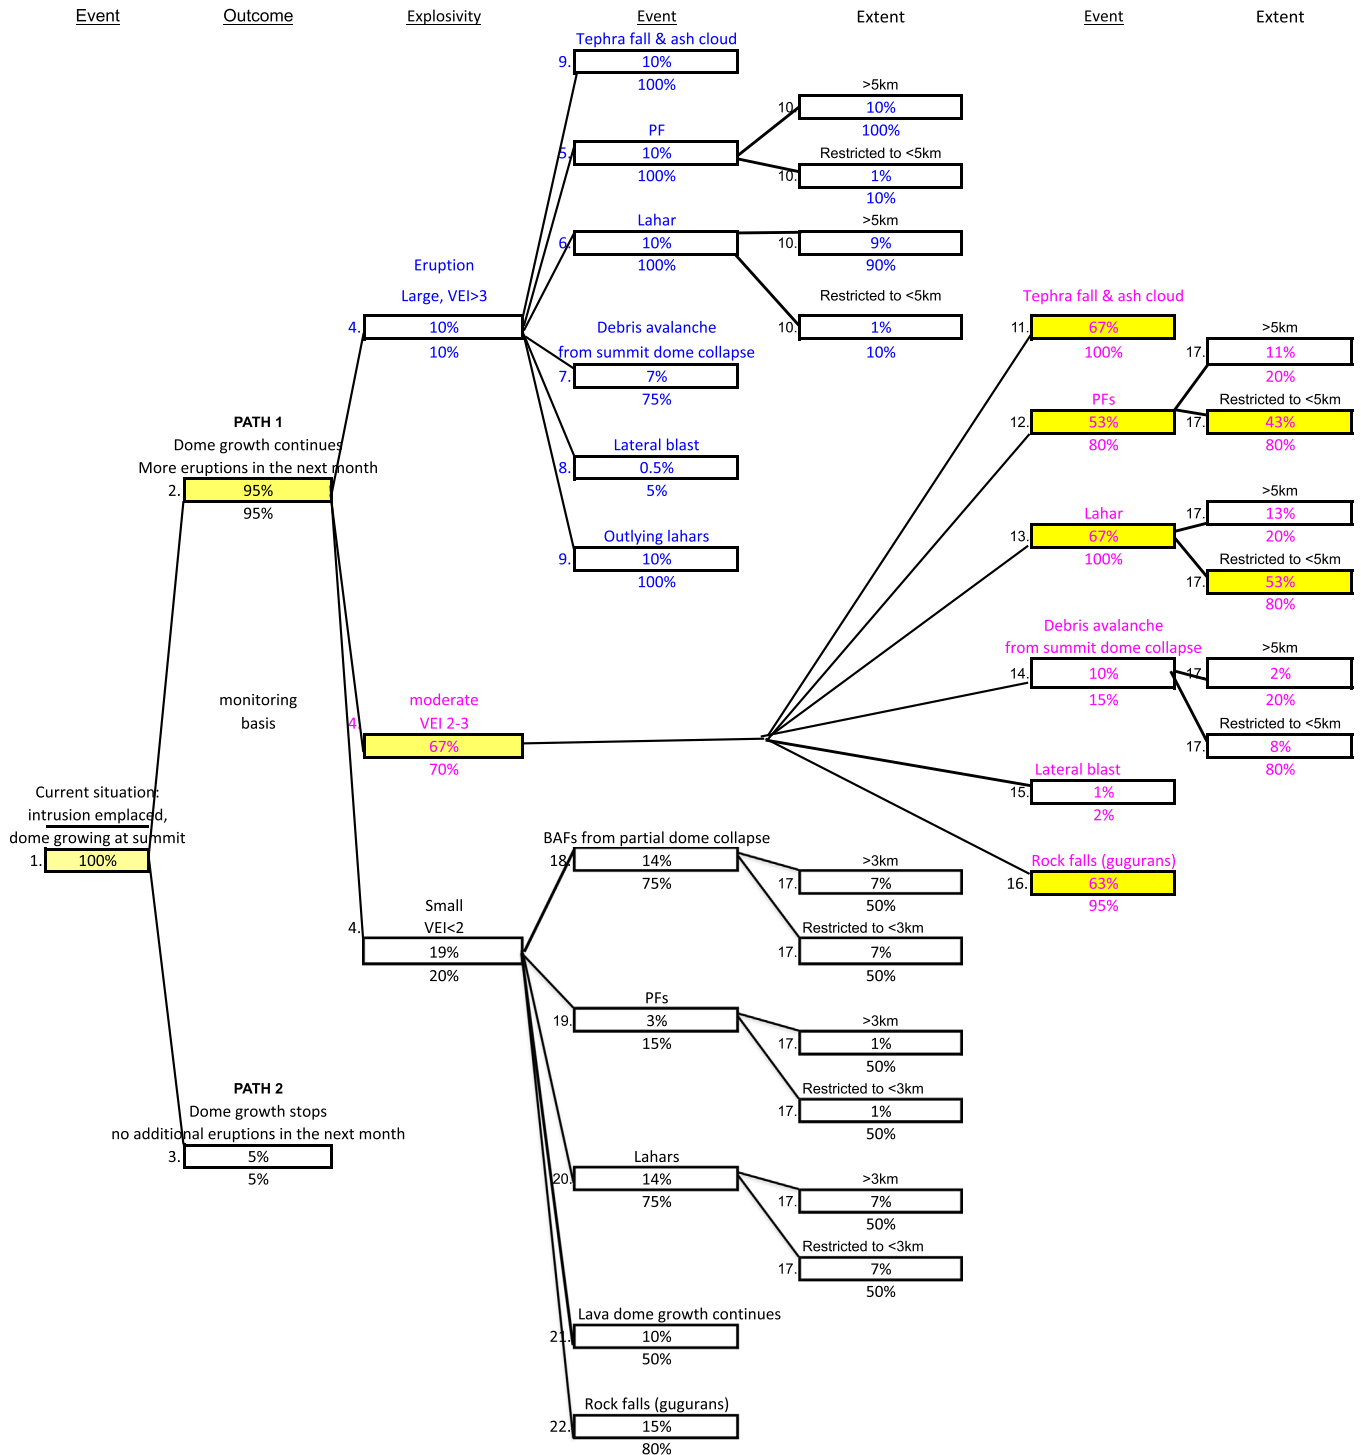 Event Outcome Explosivity Event Extent Event Extent
Tephra fall & ash cloud
9. 10%
100%
>5km
10. 10%
100%
PF
5. 10%
100%
Restricted to <5km
10. 1%
10%
Lahar
6. 10%
100%
>5km
10. 9%
90%
Eruption
Large, VEI>3
4. 10%
10%
Restricted to <5km
10. 1%
10%
Debris avalanche
from summit dome collapse
7. 7%
75%
Lateral blast
8. 0.5%
5%
Outlying lahars
9. 10%
100%
Tephra fall & ash cloud
11. 67%
100%
>5km
17. 11%
20%
PFs
12. 53%
80%
Restricted to <5km
17. 43%
80%
Lahar
13. 67%
100%
>5km
17. 13%
20%
Restricted to <5km
17. 53%
80%
Debris avalanche
from summit dome collapse
14. 10%
15%
>5km
17. 2%
20%
Restricted to <5km
17. 8%
80%
Lateral blast
15. 1%
2%
Rock falls (gugurans)
16. 63%
95%
PATH 1
Dome growth continues
More eruptions in the next month
2. 95%
95%
monitoring
basis
moderate
4. VEI 2-3
67%
70%
Current situation:
intrusion emplaced,
dome growing at summit
1. 100%
Small
4. VEI<2
19%
20%
BAFs from partial dome collapse
18. 14%
75%
>3km
17. 7%
50%
Restricted to <3km
17. 7%
50%
PFs
19. 3%
15%
>3km
17. 1%
50%
Restricted to <3km
17. 1%
50%
PATH 2
Dome growth stops
no additional eruptions in the next month
3. 5%
5%
Lahars
20. 14%
75%
>3km
17. 7%
50%
Restricted to <3km
17. 7%
50%
Lava dome growth continues
21. 10%
50%
Rock falls (gugurans)
22. 15%
80%